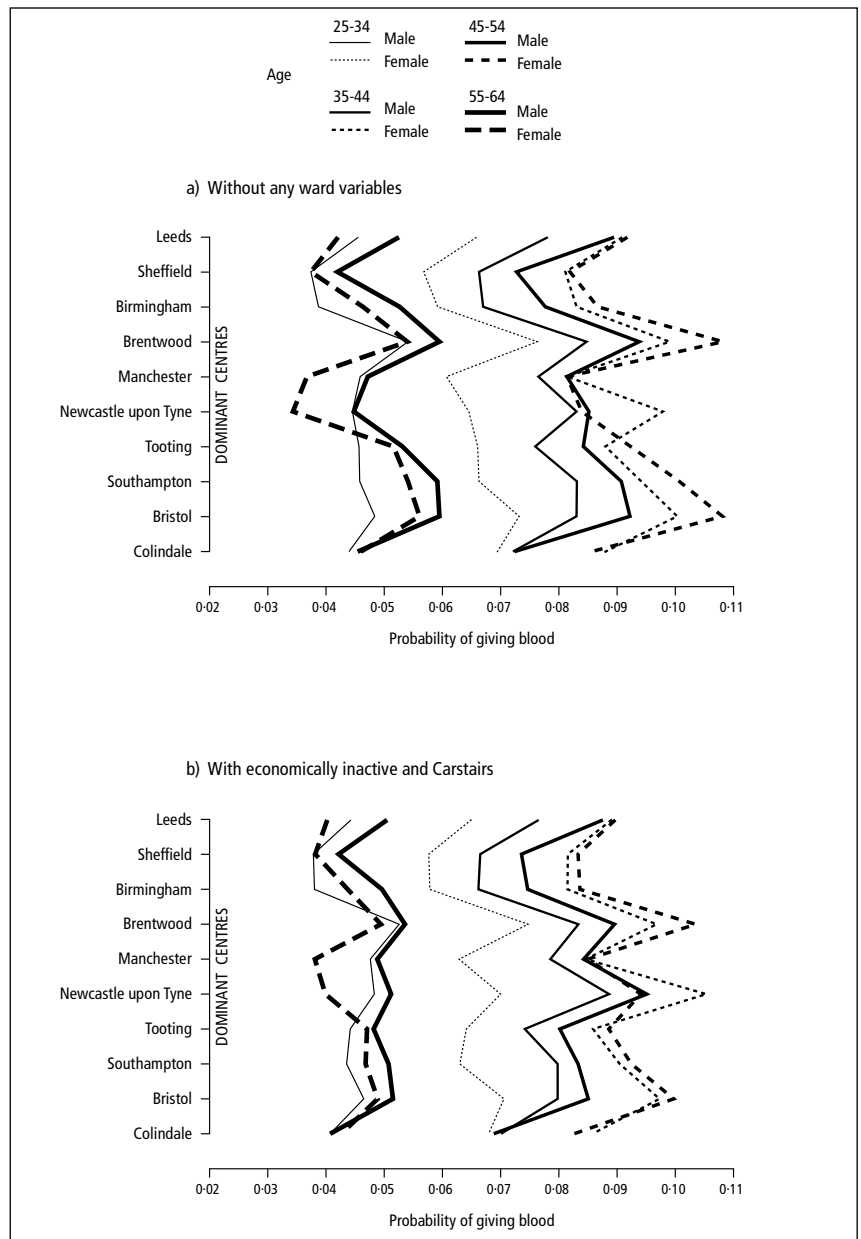 25-34 45-54
Male Male
Female Female
Age
35-44 55-64
Male Male
Female Female
a) Without any ward variables
Leeds
Sheffield
Birmingham
Brentwood
Manchester
Newcastle upon Tyne
Tooting
Southampton
Bristol
Colindale
DOMINANT CENTRES
0·02 0·03 0·04 0·05 0·06 0·07 0·08 0·09 0·10 0·11
Probability of giving blood
b) With economically inactive and Carstairs
Leeds
Sheffield
Birmingham
Brentwood
Manchester
Newcastle upon Tyne
Tooting
Southampton
Bristol
Colindale
DOMINANT CENTRES
0·02 0·03 0·04 0·05 0·06 0·07 0·08 0·09 0·10 0·11
Probability of giving blood